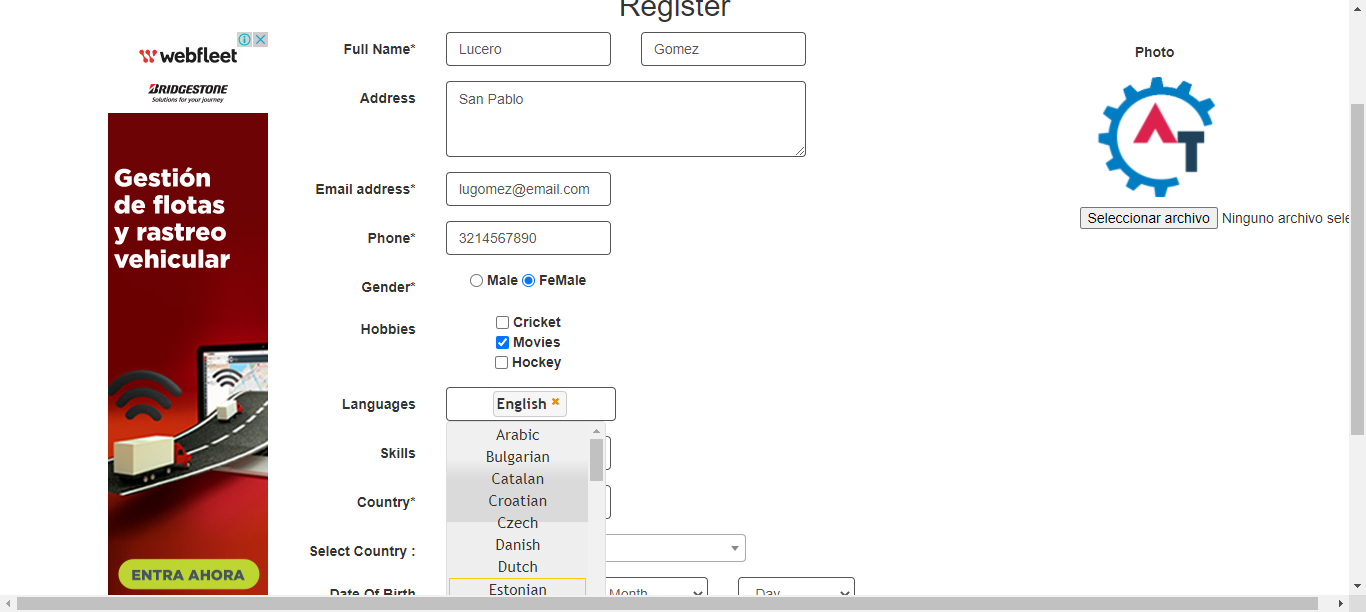 Register
webfleet
BRIDGESTONE
Solutions for your journey
Gestión
de flotas
y rastreo
vehicular
ENTRA AHORA
Full Name*
Lucero
Gomez
Address
San Pablo
Email address*
lugomez@email.com
Phone*
3214567890
Gender*
Male FeMale
Hobbies
Cricket
Movies
Hockey
Languages
English
Arabic
Bulgarian
Catalan
Croatian
Czech
Danish
Dutch
Estonian
Skills
Country*
Select Country :
Date Of Birth
Month
Day
Photo
AT
Seleccionar archivo Ninguno archivo sele